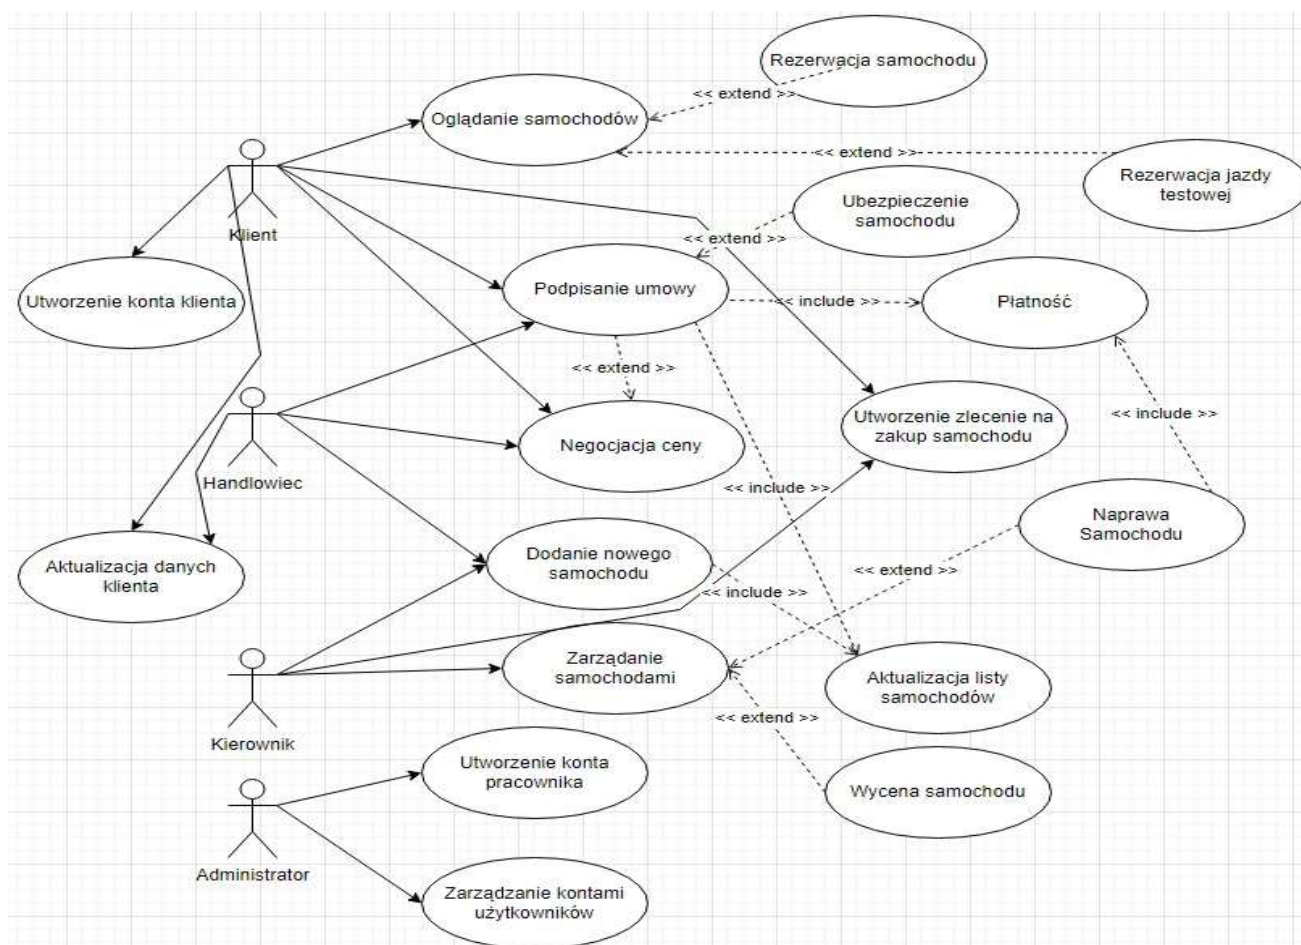 Rezerwacja samochodu
<< extend >>
Oglądanie samochodów
<< extend >>
Rezerwacja jazdy
testowej
Ubezpieczenie
samochodu
Klient
<< extend >>
Utworzenie konta klienta
Podpisanie umowy
<< include >>
Płatność
<< extend >>
Utworzenie zlecenie na
zakup samochodu
<< include >>
Negocjacja ceny
Handlowiec
<< include >>
Naprawa
Samochodu
Aktualizacja danych
klienta
Dodanie nowego
samochodu
<< extend >>
<< include >>
Zarządanie
samochodami
Aktualizacja listy
samochodów
<< extend >>
Kierownik
Utworzenie konta
pracownika
Wycena samochodu
Administrator
Zarządzanie kontami
użytkowników